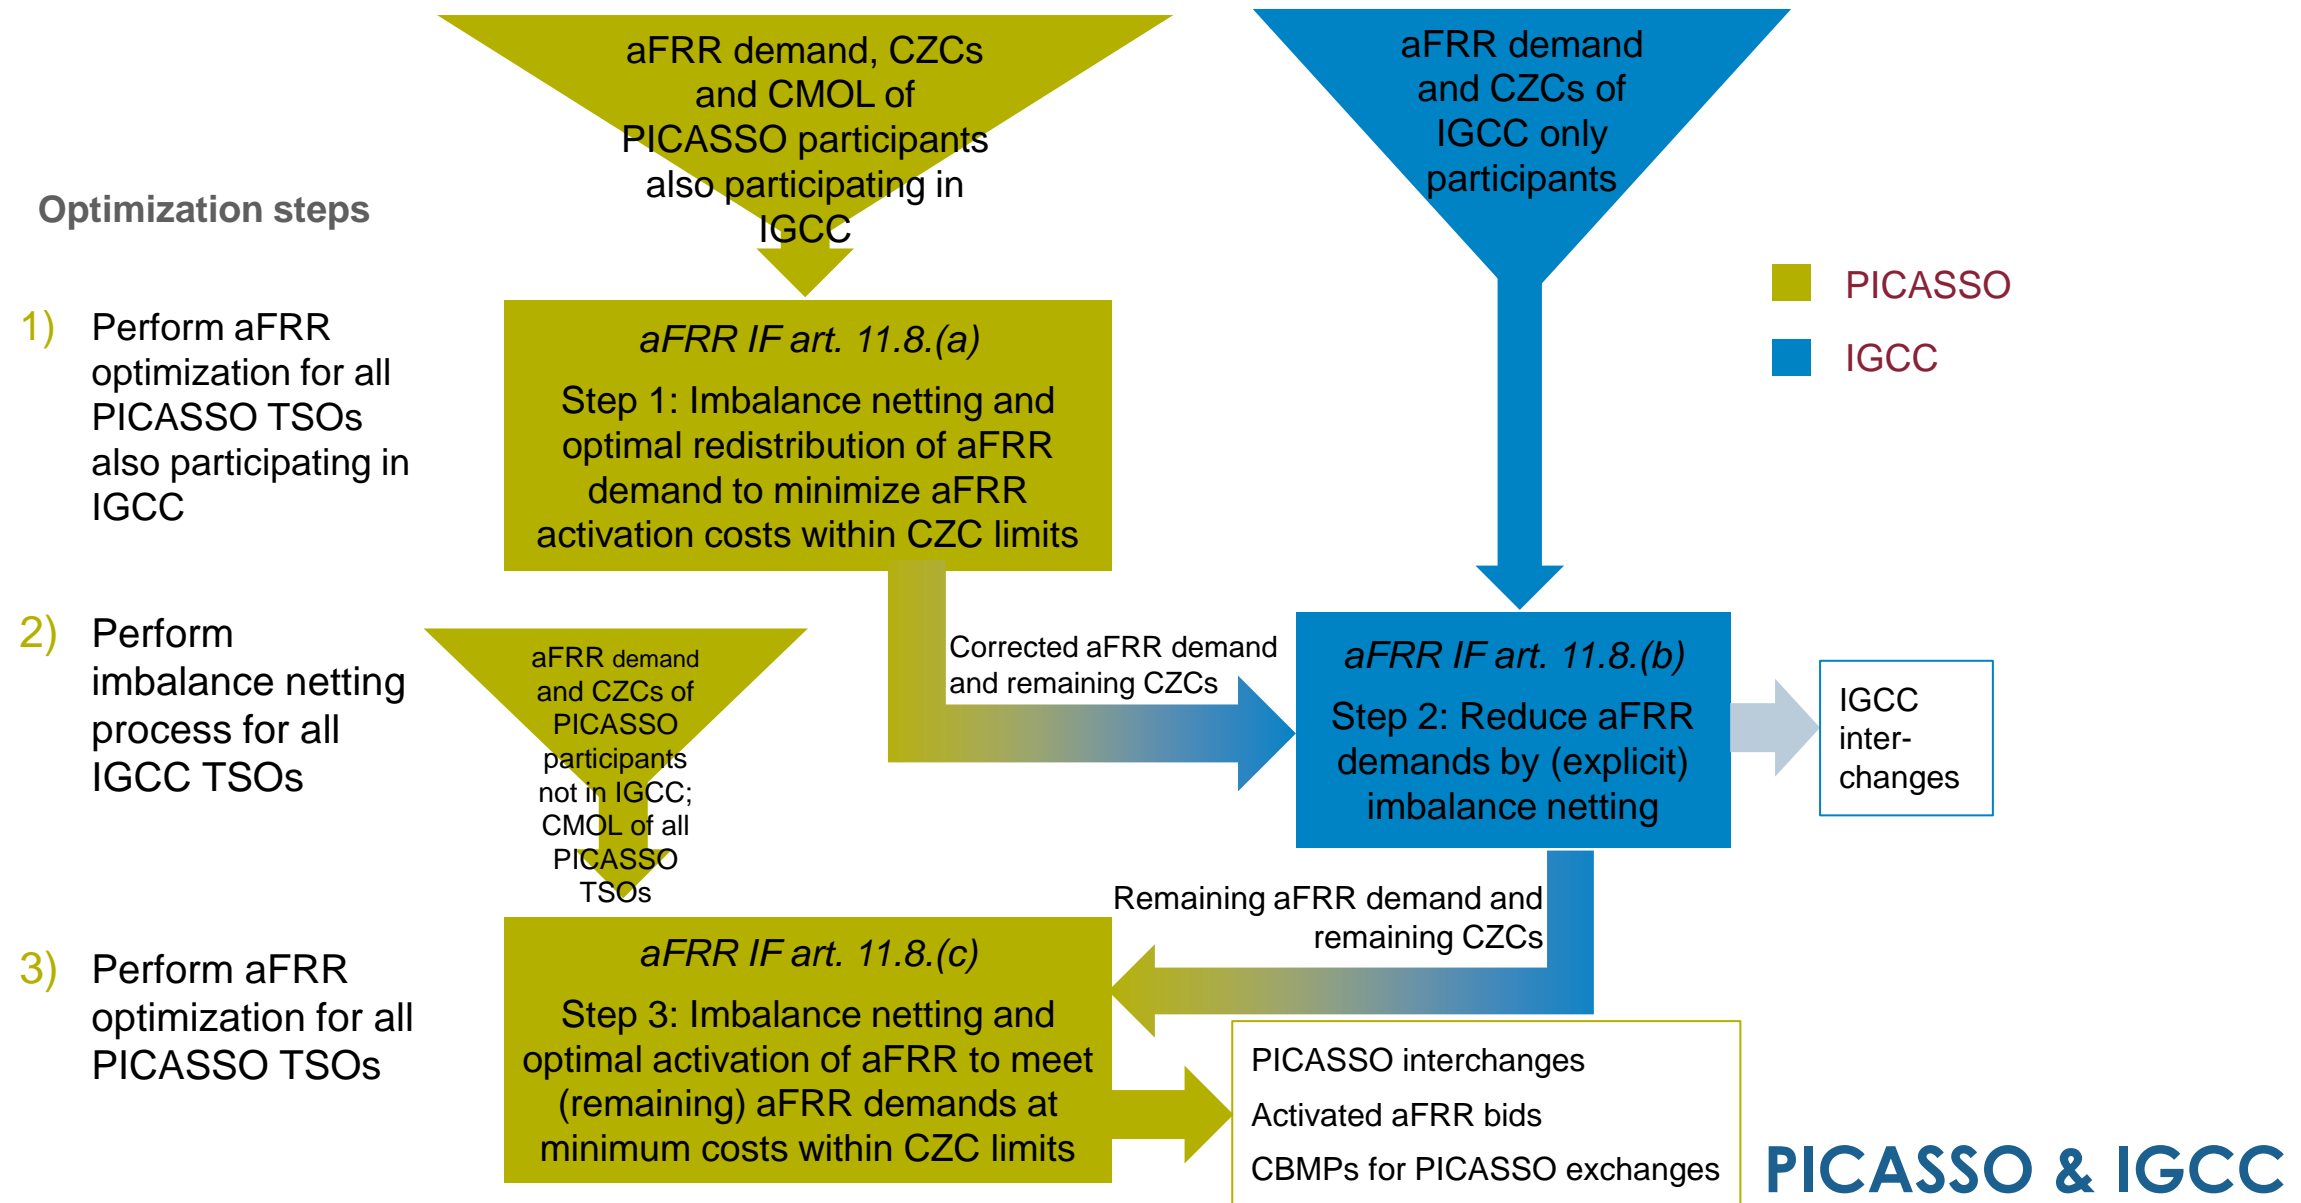 aFRR demand, CZCs
and CMOL of
PICASSO participants
also participating in
IGCC
aFRR demand
and CZCs of
IGCC only
participants
Optimization steps
PICASSO
IGCC
1) Perform aFRR
optimization for all
PICASSO TSOs
also participating in
IGCC
aFRR IF art. 11.8.(a)
Step 1: Imbalance netting and
optimal redistribution of aFRR
demand to minimize aFRR
activation costs within CZC limits
2) Perform
imbalance netting
process for all
IGCC TSOs
aFRR demand
and CZCs of
PICASSO
participants
not in IGCC;
CMOL of all
PICASSO
TSOs
Corrected aFRR demand
and remaining CZCs
aFRR IF art. 11.8.(b)
Step 2: Reduce aFRR
demands by (explicit)
imbalance netting
IGCC
inter-
changes
Remaining aFRR demand and
remaining CZCs
3) Perform aFRR
optimization for all
PICASSO TSOs
aFRR IF art. 11.8.(c)
Step 3: Imbalance netting and
optimal activation of aFRR to meet
(remaining) aFRR demands at
minimum costs within CZC limits
PICASSO interchanges
Activated aFRR bids
CBMPs for PICASSO exchanges
PICASSO & IGCC